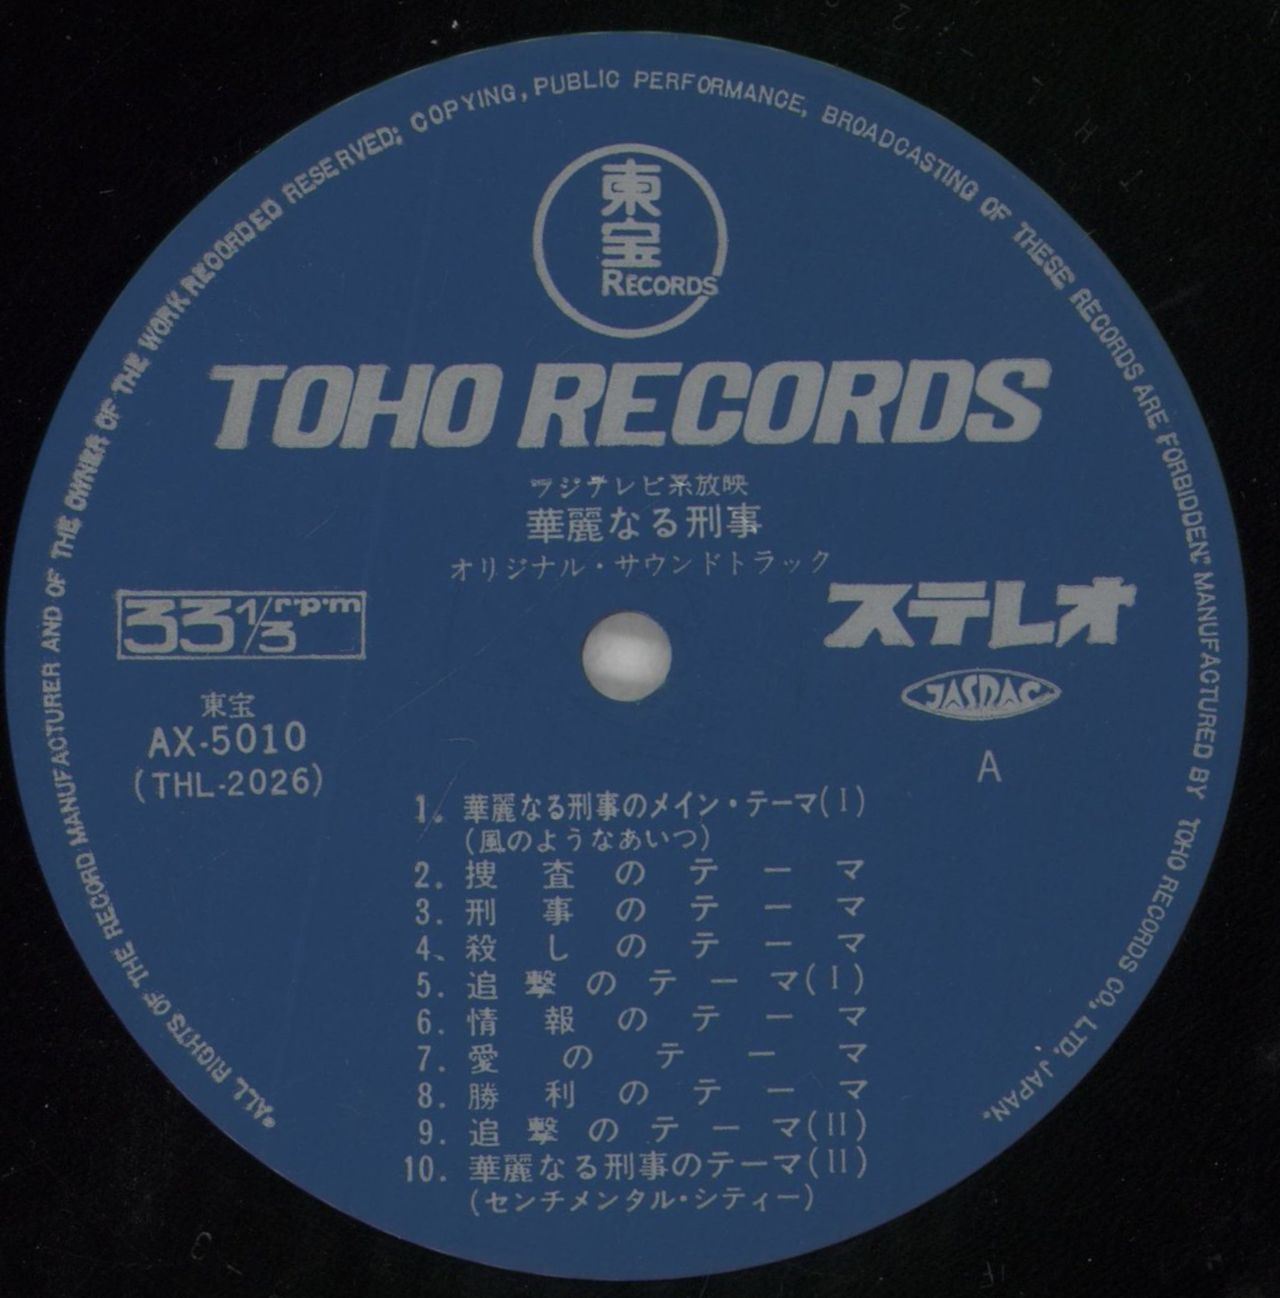 "ALL RIGHTS OF THE RECORD MANUFACTURER AND OF THE OWNER OF THE WORK RECORDED RESERVED; COPYING, PUBLIC PERFORMANCE, BROADCASTING OF THESE RECORDS ARE FORBIDDEN." MANUFACTURED BY TOHO RECORDS CO., LTD. JAPAN.
東
宝
RECORDS
TOHO RECORDS
フジテレビ系放映
華麗なる刑事
オリジナル・サウンドトラック
33 1/3 r・p・m
ステレオ
JASRAC
東宝
AX-5010
(THL-2026)
A
1. 華麗なる刑事のメイン・テーマ(I)
(風のようなあいつ)
2. 捜査のテーマ
3. 刑事のテーマ
4、殺しのテーマ
5. 追撃のテーマ(I)
6. 情報のテーマ
7. 愛のテーマ
8. 勝利のテーマ
9. 追撃のテーマ(II)
10. 華麗なる刑事のテーマ(II)
(センチメンタル・シティー)